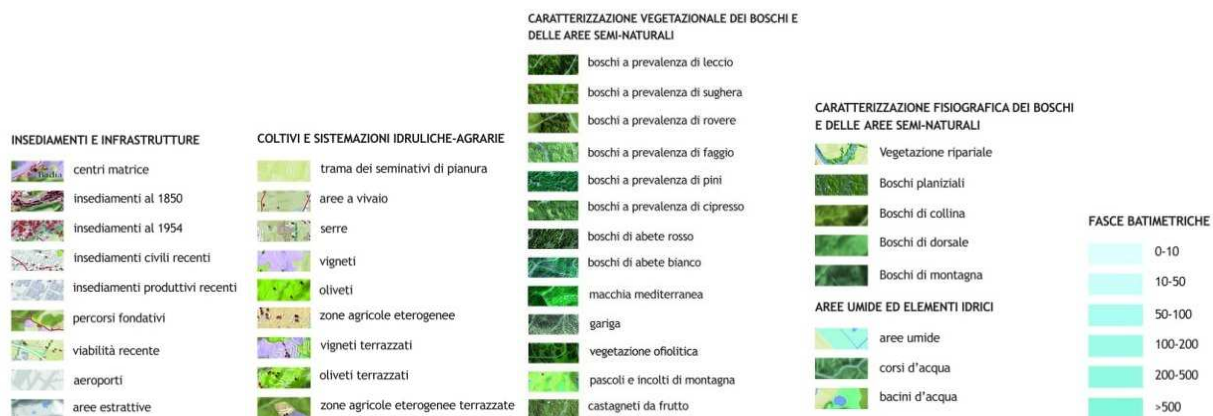 INSEDIAMENTI E INFRASTRUTTURE
centri matrice
insediamenti al 1850
insediamenti al 1954
insediamenti civili recenti
insediamenti produttivi recenti
percorsi fondativi
viabilità recente
aeroporti
aree estrattive
COLTIVI E SISTEMAZIONI IDRULICHE-AGRARIE
trama dei seminativi di pianura
aree a vivaio
serre
vigneti
oliveti
zone agricole eterogenee
vigneti terrazzati
oliveti terrazzati
zone agricole eterogenee terrazzate
CARATTERIZZAZIONE VEGETAZIONALE DEI BOSCHI E
DELLE AREE SEMI-NATURALI
boschi a prevalenza di leccio
boschi a prevalenza di sughera
boschi a prevalenza di rovere
boschi a prevalenza di faggio
boschi a prevalenza di pini
boschi a prevalenza di cipresso
boschi di abete rosso
boschi di abete bianco
macchia mediterranea
gariga
vegetazione ofiolitica
pascoli e incolti di montagna
castagneti da frutto
CARATTERIZZAZIONE FISIOGRAFICA DEI BOSCHI
E DELLE AREE SEMI-NATURALI
Vegetazione ripariale
Boschi planiziali
Boschi di collina
Boschi di dorsale
Boschi di montagna
AREE UMIDE ED ELEMENTI IDRICI
aree umide
corsi d'acqua
bacini d'acqua
FASCE BATIMETRICHE
0-10
10-50
50-100
100-200
200-500
>500